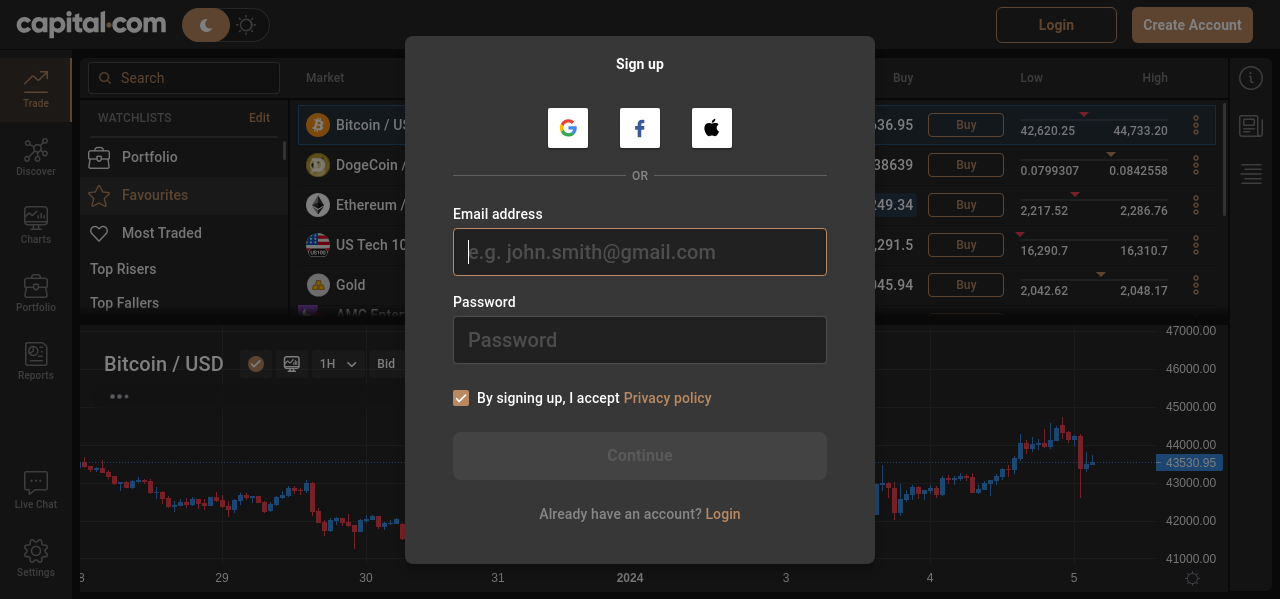 capital.com
Login
Create Account
Sign up
Search
Market
Buy
Low
High
Trade
WATCHLISTS
Edit
Bitcoin / US
636.95
Buy
42,620.25
44,733.20
OR
Discover
Portfolio
DogeCoin /
38639
Buy
0.0799307
0.0842558
Favourites
Ethereum /
249.34
Buy
2,217.52
2,286.76
Email address
e.g. john.smith@gmail.com
Charts
Most Traded
US Tech 10
US100
,291.5
Buy
16,290.7
16,310.7
Top Risers
Gold
045.94
Buy
2,042.62
2,048.17
Portfolio
Top Fallers
AMC Enter
Password
Password
Bitcoin / USD
1H
Bid
Reports
By signing up, I accept Privacy policy
Continue
Already have an account? Login
47000.00
46000.00
45000.00
44000.00
43530.95
43000.00
42000.00
41000.00
Live Chat
Settings
8
29
30
31
2024
3
4
5